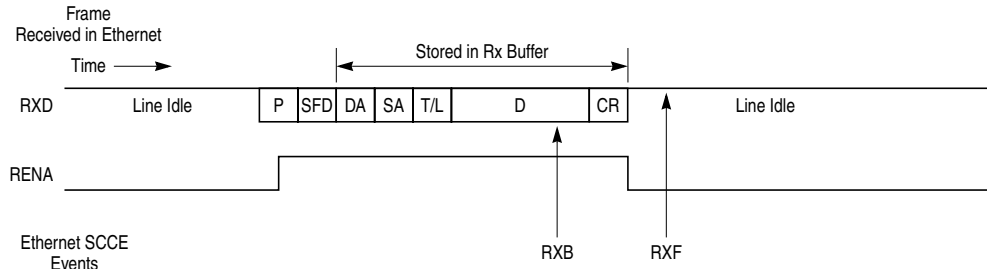 Frame
Received in Ethernet
Stored in Rx Buffer
Time
RXD
Line Idle
P
SFD
DA
SA
T/L
D
CR
Line Idle
RENA
Ethernet SCCE
Events
RXB
RXF